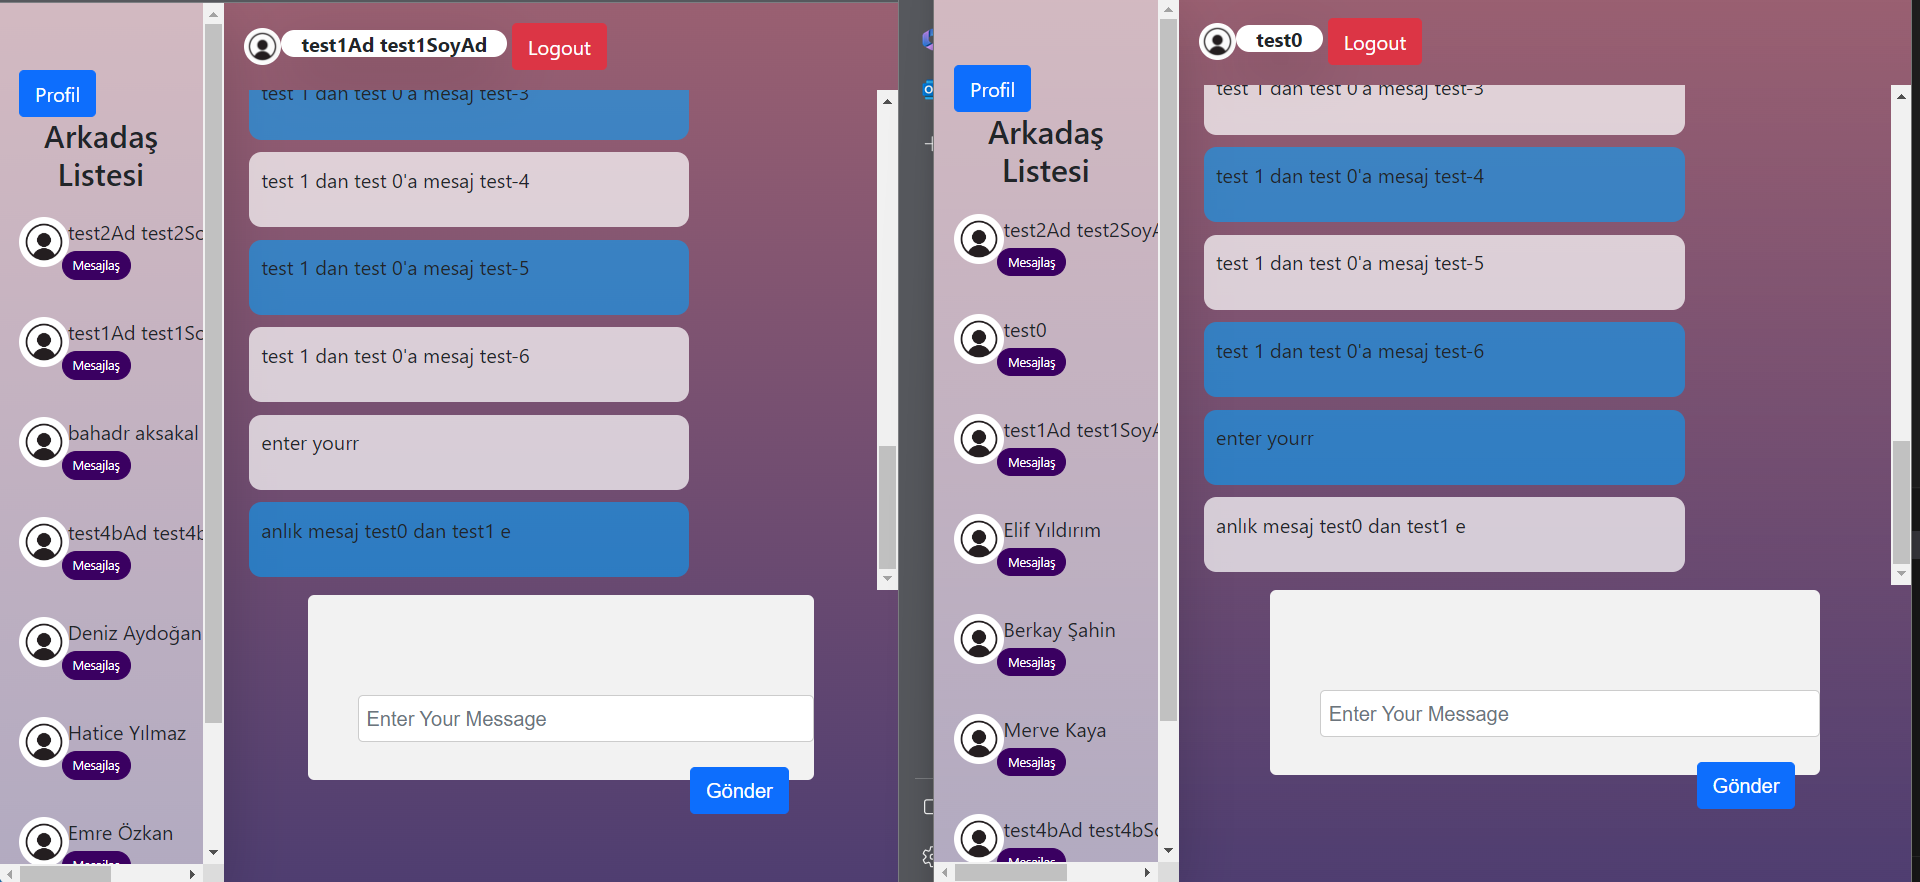 Profil
Arkadaş
Listesi
test2Ad test2Sc
Mesajlaş
test1Ad test1Sc
Mesajlaş
bahadr aksakal
Mesajlaş
test4bAd test4b
Mesajlaş
Deniz Aydoğan
Mesajlaş
Hatice Yılmaz
Mesajlaş
Emre Özkan
Mesajlaş
test1Ad test1SoyAd
Logout
test 1 dan test 0'a mesaj test-3
test 1 dan test 0'a mesaj test-4
test 1 dan test 0'a mesaj test-5
test 1 dan test 0'a mesaj test-6
enter yourr
anlık mesaj test0 dan test1 e
Enter Your Message
Gönder
Profil
Arkadaş
Listesi
test2Ad test2SoyA
Mesajlaş
test0
Mesajlaş
test1Ad test1SoyA
Mesajlaş
Elif Yıldırım
Mesajlaş
Berkay Şahin
Mesajlaş
Merve Kaya
Mesajlaş
test4bAd test4bSc
Mesajlaş
test0
Logout
test 1 dan test 0'a mesaj test-3
test 1 dan test 0'a mesaj test-4
test 1 dan test 0'a mesaj test-5
test 1 dan test 0'a mesaj test-6
enter yourr
anlık mesaj test0 dan test1 e
Enter Your Message
Gönder